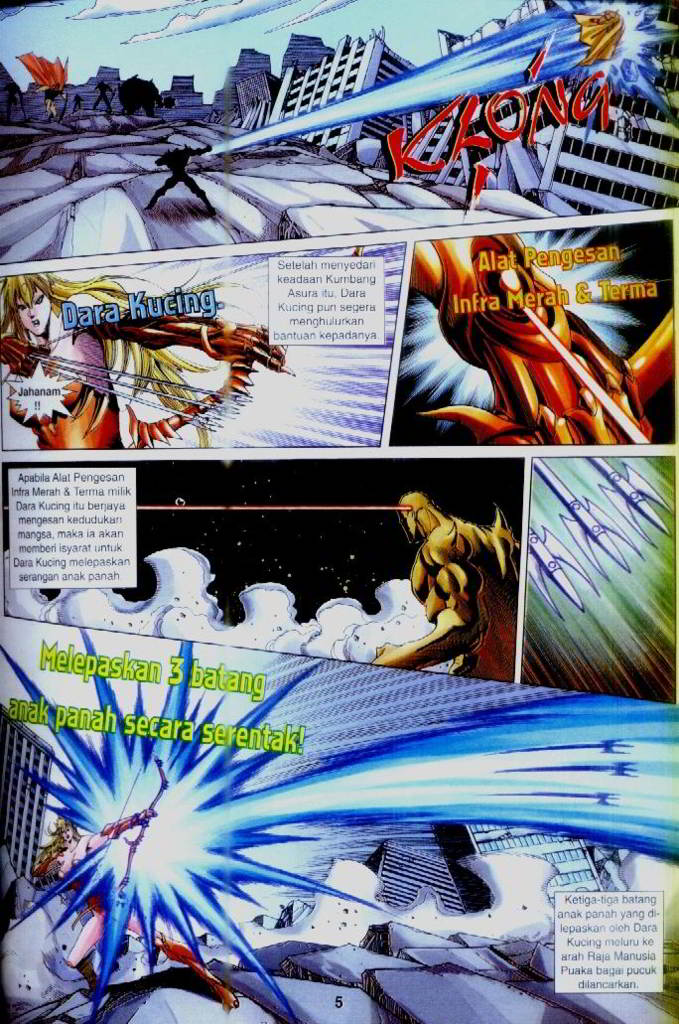 KLONG
Setelah menyedari
keadaan Kumbang
Asura itu, Dara
Kucing pun segera
menghulurkan
bantuan kepadanya.
Dara Kucing
Jahanam
!!
Alat Pengesan
Infra Merah & Terma
Apabila Alat Pengesan
Infra Merah & Terma milik
Dara Kucing itu berjaya
mengesan kedudukan
mangsa, maka ia akan
memberi isyarat untuk
Dara Kucing melepaskan
serangan anak panah.
Melepaskan 3 batang
anak panah secara serentak!
Ketiga-tiga batang
anak panah yang di-
lepaskan oleh Dara
Kucing meluru ke
arah Raja Manusia
Puaka bagai pucuk
dilancarkan.
5